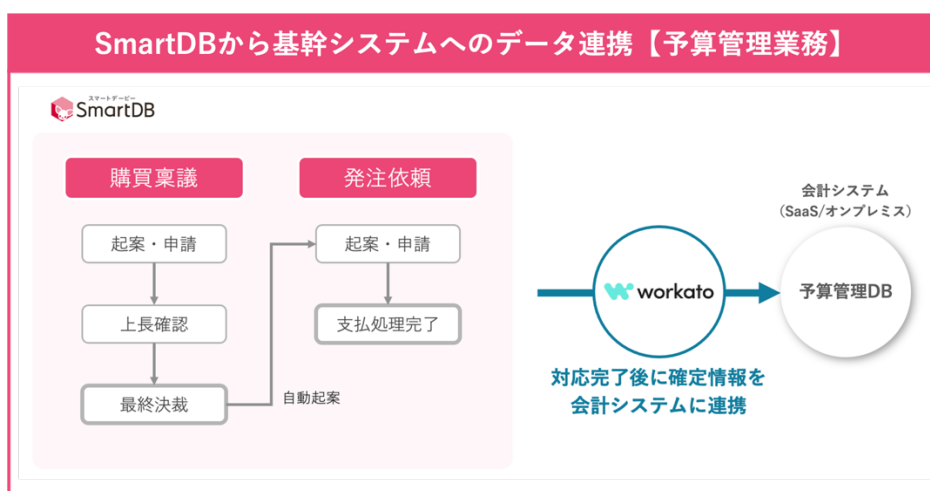 SmartDBから基幹システムへのデータ連携【予算管理業務】
スマートデービー
SmartDB
購買稟議
起案・申請
上長確認
最終決裁
自動起案
発注依頼
起案・申請
支払処理完了
workato
対応完了後に確定情報を
会計システムに連携
会計システム
（SaaS/オンプレミス）
予算管理DB